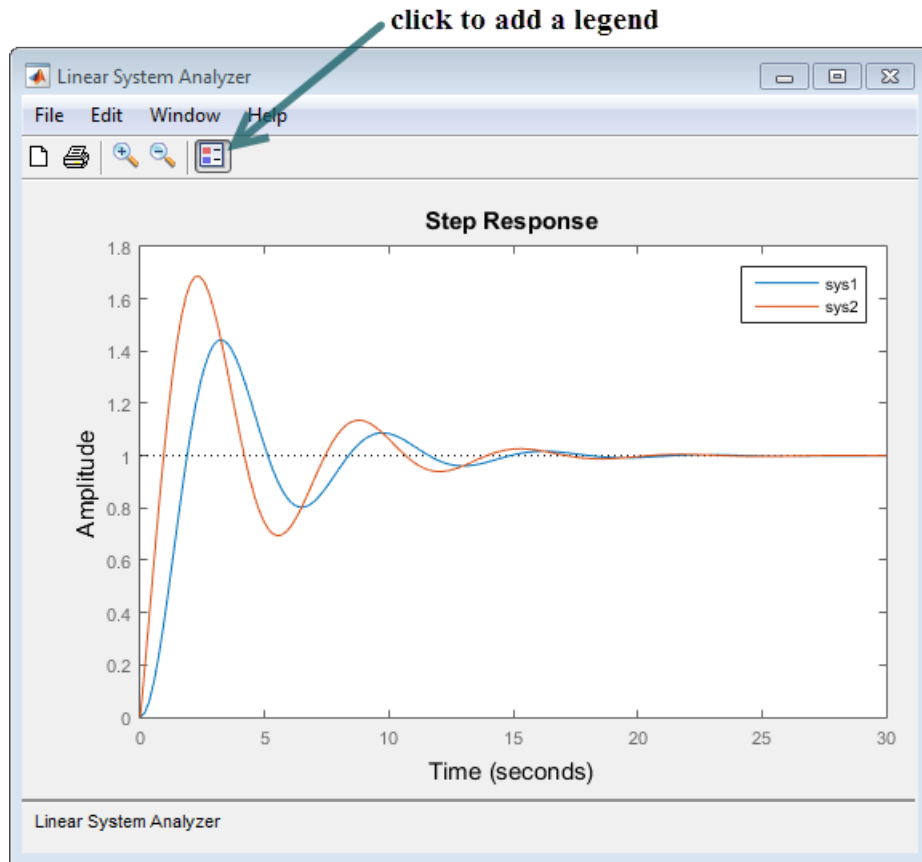 click to add a legend
Linear System Analyzer
File Edit Window Help
Step Response
1.8
1.6
1.4
1.2
1
0.8
0.6
0.4
0.2
0
Amplitude
sys1
sys2
0 5 10 15 20 25 30
Time (seconds)
Linear System Analyzer